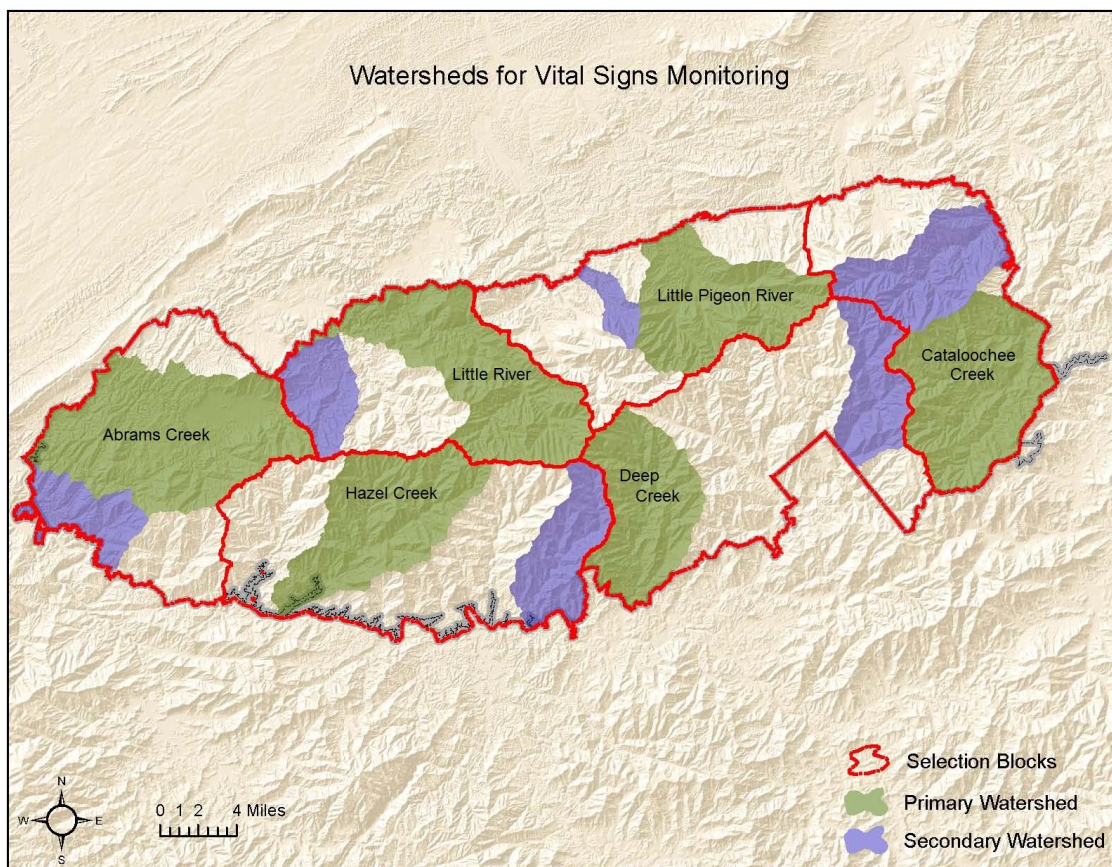 Watersheds for Vital Signs Monitoring
Little Pigeon River
Cataloochee
Creek
Little River
Abrams Creek
Hazel Creek
Deep
Creek
Selection Blocks
Primary Watershed
Secondary Watershed
N
W E
S
0 1 2 4 Miles